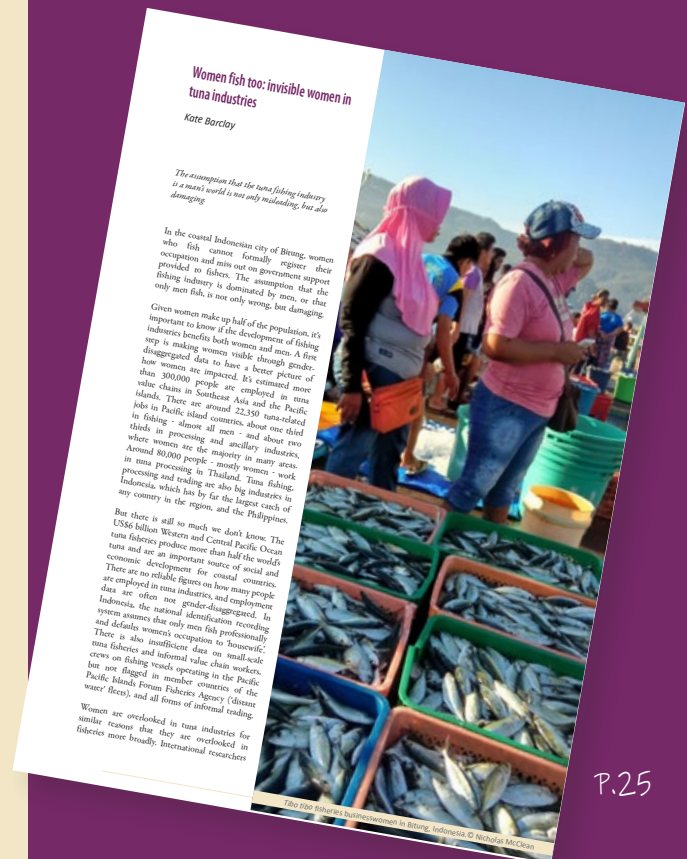 Women fish too: invisible women in
tuna industries
Kate Barclay
The assumption that the tuna fishing industry
is a man's world is not only misleading, but also
damaging.
In the coastal Indonesian city of Bitung, women
who fish cannot formally register their
occupation and miss out on government support
provided to fishers. The assumption that the
fishing industry is dominated by men, or that
only men fish, is not only wrong, but damaging.
Given women make up half of the population, it's
important to know if the development of fishing
industries benefits both women and men. A first
step is making women visible through gender-
disaggregated data to have a better picture of
how women are impacted. It's estimated more
than 300,000 people are employed in tuna
value chains in Southeast Asia and the Pacific
islands. There are around 22,350 tuna-related
jobs in Pacific island countries, about one third
in fishing - almost all men - and about two
thirds in processing and ancillary industries,
where women are the majority in many areas.
Around 80,000 people - mostly women - work
in tuna processing in Thailand. Tuna fishing,
processing and trading are also big industries in
Indonesia, which has by far the largest catch of
any country in the region, and the Philippines.
But there is still so much we don't know. The
US$6 billion Western and Central Pacific Ocean
tuna fisheries produce more than half the world's
tuna and are an important source of social and
economic development for coastal countries.
There are no reliable figures on how many people
are employed in tuna industries, and employment
data are often not gender-disaggregated. In
Indonesia, the national identification recording
system assumes that only men fish professionally
and defaults women's occupation to 'housewife'.
There is also insufficient data on small-scale
tuna fisheries and informal value chain workers,
crews on fishing vessels operating in the Pacific
but not flagged in member countries of the
Pacific Islands Forum Fisheries Agency ('distant
water' fleets), and all forms of informal trading.
Women are overlooked in tuna industries for
similar reasons that they are overlooked in
fisheries more broadly. International researchers
Tibo tibo fisheries businesswomen in Bitung, Indonesia.© Nicholas McClean
P.25